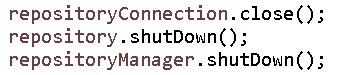 repositoryConnection.close();
repository.shutDown();
repositoryManager.shutDown();